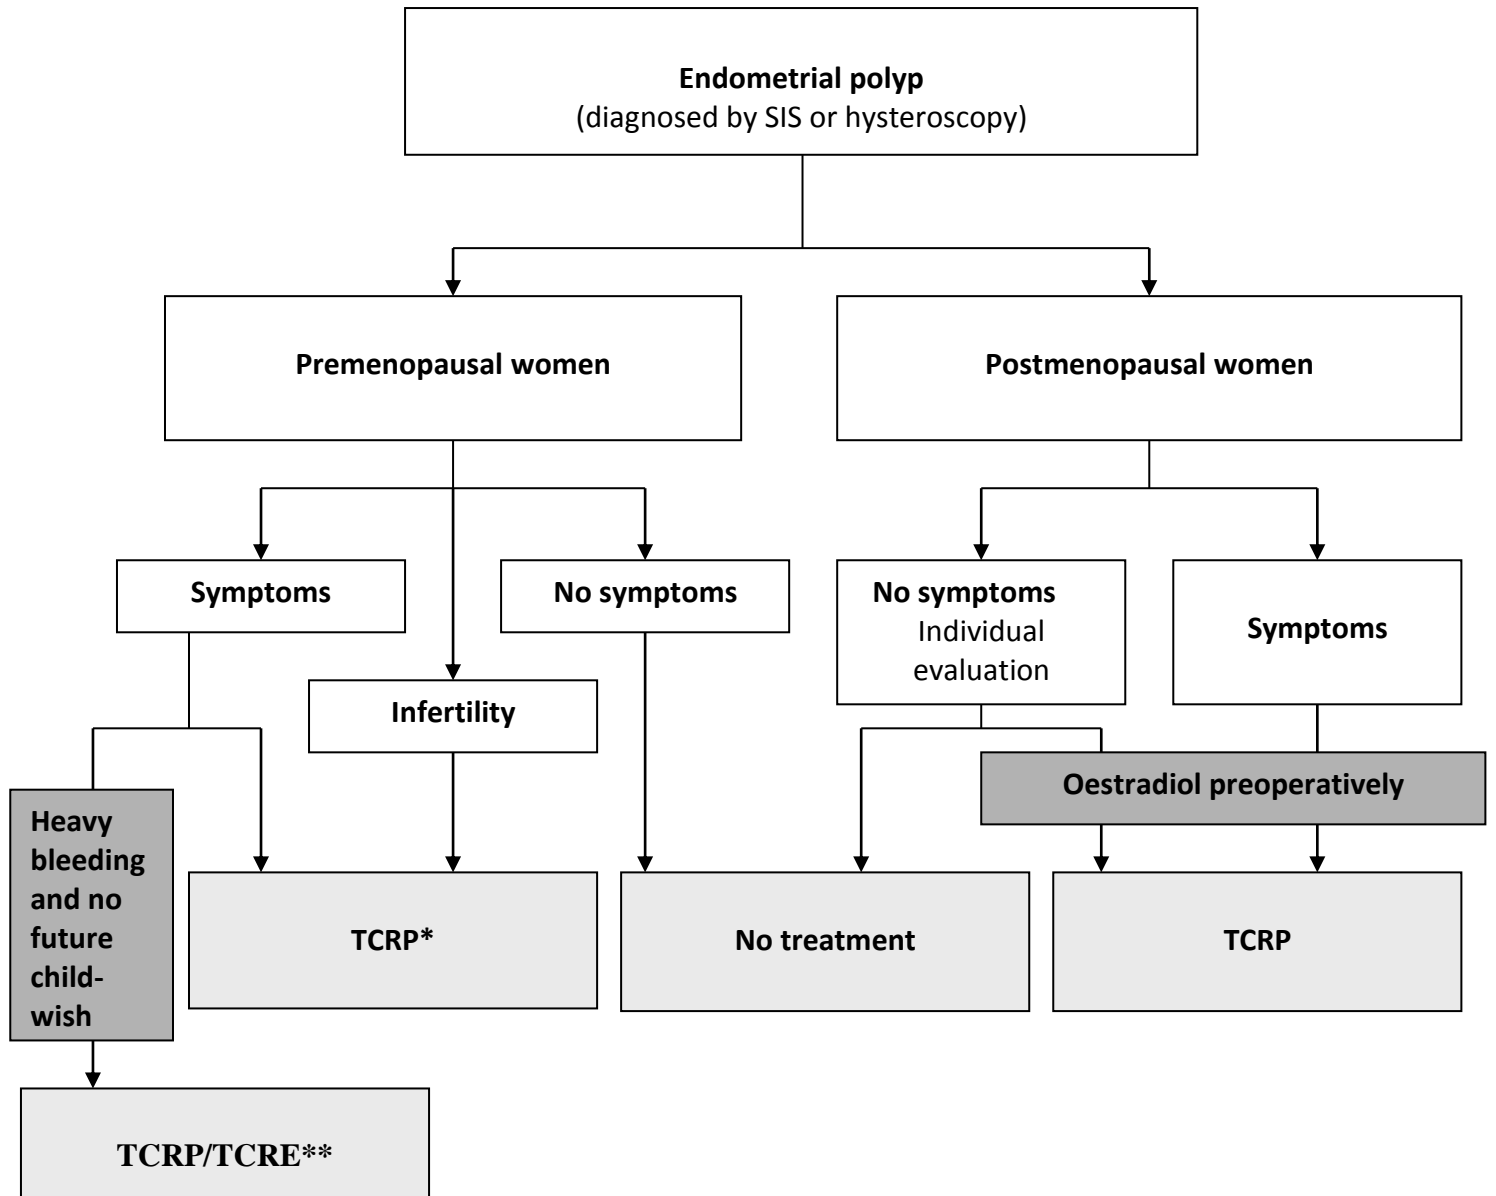 Endometrial polyp
(diagnosed by SIS or hysteroscopy)
Premenopausal women
Postmenopausal women
Symptoms
No symptoms
No symptoms
Individual
evaluation
Symptoms
Infertility
Oestradiol preoperatively
Heavy
bleeding
and no
future
child-
wish
TCRP*
No treatment
TCRP
TCRP/TCRE**